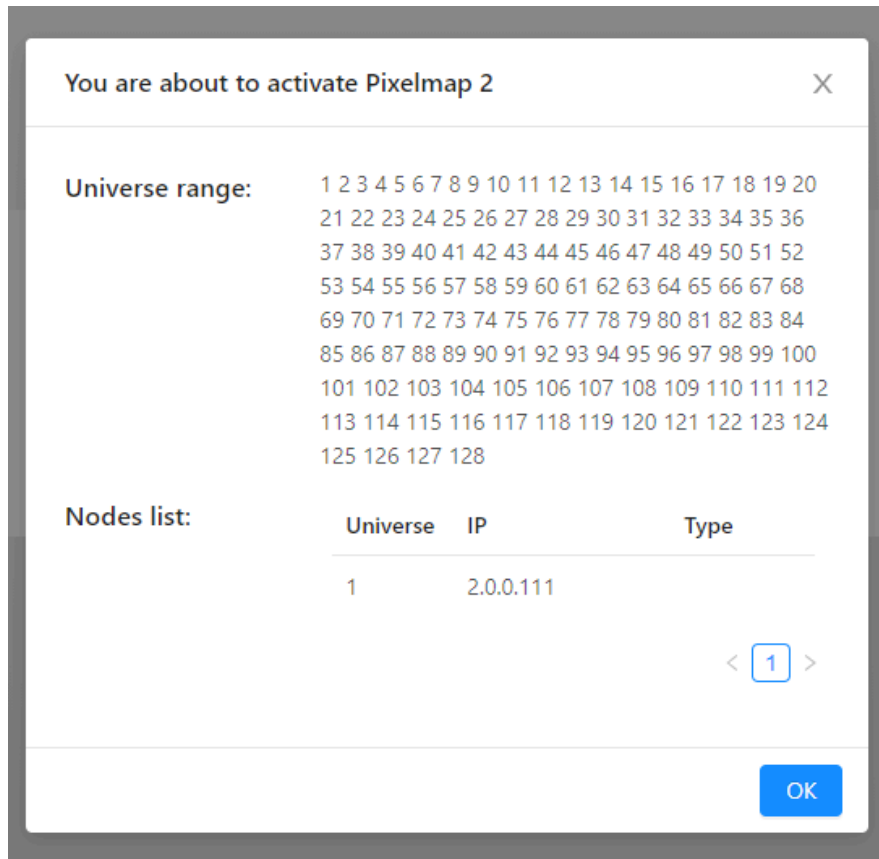 You are about to activate Pixelmap 2
Universe range:
1 2 3 4 5 6 7 8 9 10 11 12 13 14 15 16 17 18 19 20
21 22 23 24 25 26 27 28 29 30 31 32 33 34 35 36
37 38 39 40 41 42 43 44 45 46 47 48 49 50 51 52
53 54 55 56 57 58 59 60 61 62 63 64 65 66 67 68
69 70 71 72 73 74 75 76 77 78 79 80 81 82 83 84
85 86 87 88 89 90 91 92 93 94 95 96 97 98 99 100
101 102 103 104 105 106 107 108 109 110 111 112
113 114 115 116 117 118 119 120 121 122 123 124
125 126 127 128
Nodes list:
Universe IP Type
1 2.0.0.111
< 1 >
OK